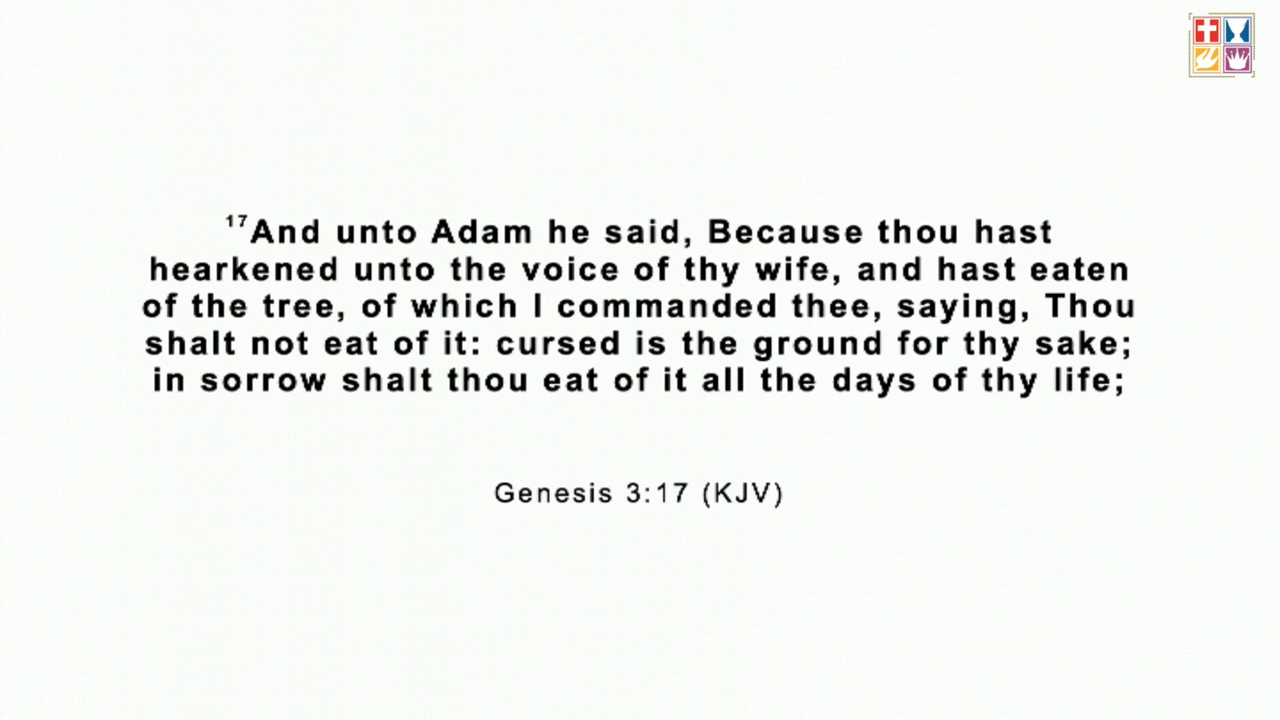 17And unto Adam he said, Because thou hast
hearkened unto the voice of thy wife, and hast eaten
of the tree, of which I commanded thee, saying, Thou
shalt not eat of it: cursed is the ground for thy sake;
in sorrow shalt thou eat of it all the days of thy life;
Genesis 3:17 (KJV)